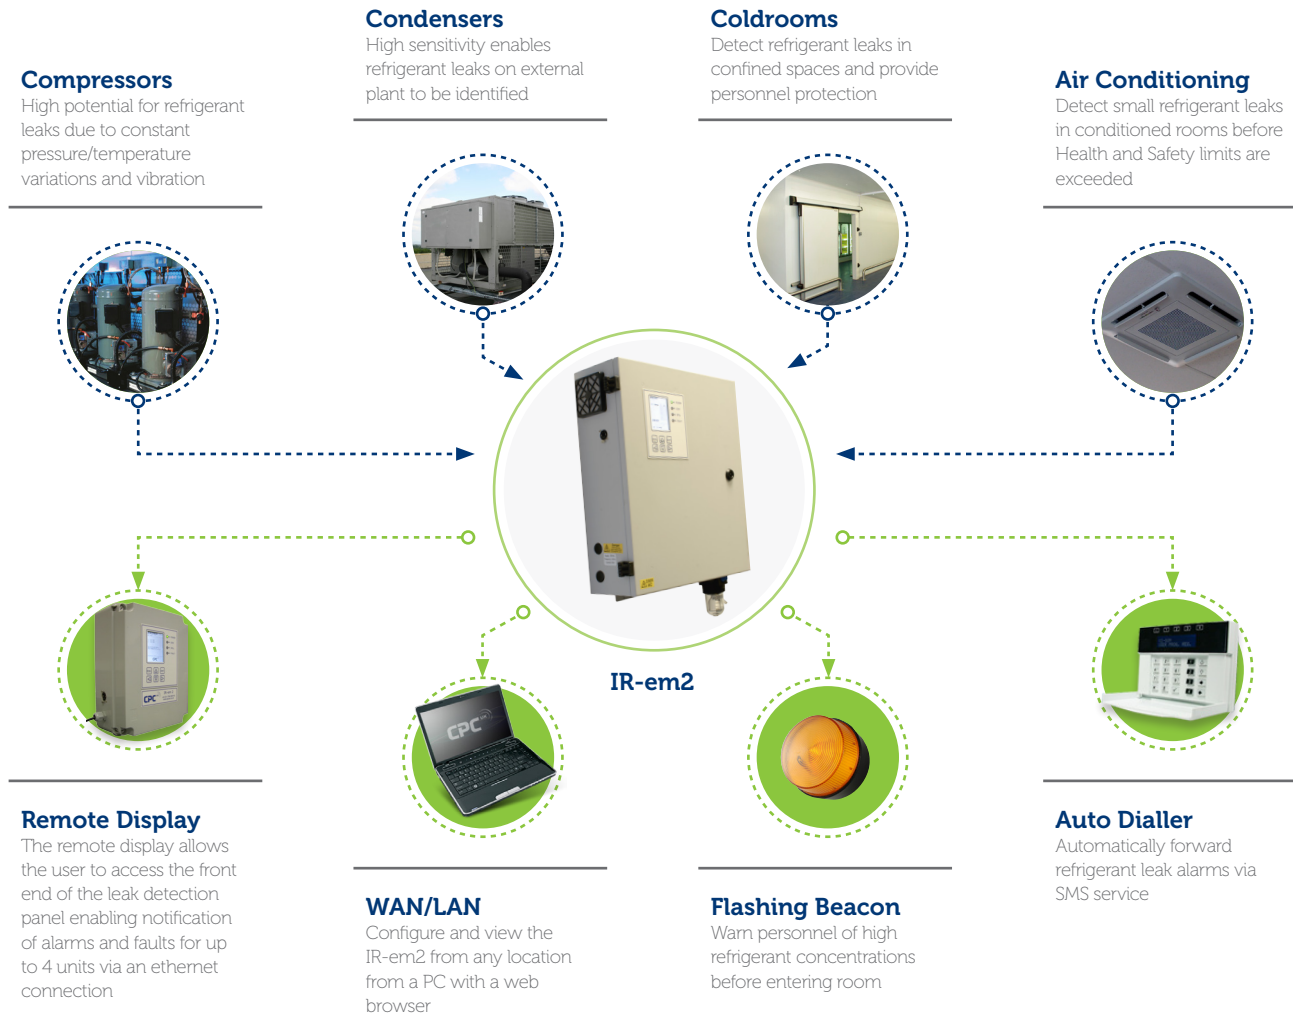 Condensers
High sensitivity enables
refrigerant leaks on external
plant to be identified
Coldrooms
Detect refrigerant leaks in
confined spaces and provide
personnel protection
Compressors
High potential for refrigerant
leaks due to constant
pressure/temperature
variations and vibration
Air Conditioning
Detect small refrigerant leaks
in conditioned rooms before
Health and Safety limits are
exceeded
IR-em2
CPC
CPC
Remote Display
The remote display allows
the user to access the front
end of the leak detection
panel enabling notification
of alarms and faults for up
to 4 units via an ethernet
connection
WAN/LAN
Configure and view the
IR-em2 from any location
from a PC with a web
browser
Flashing Beacon
Warn personnel of high
refrigerant concentrations
before entering room
Auto Dialler
Automatically forward
refrigerant leak alarms via
SMS service